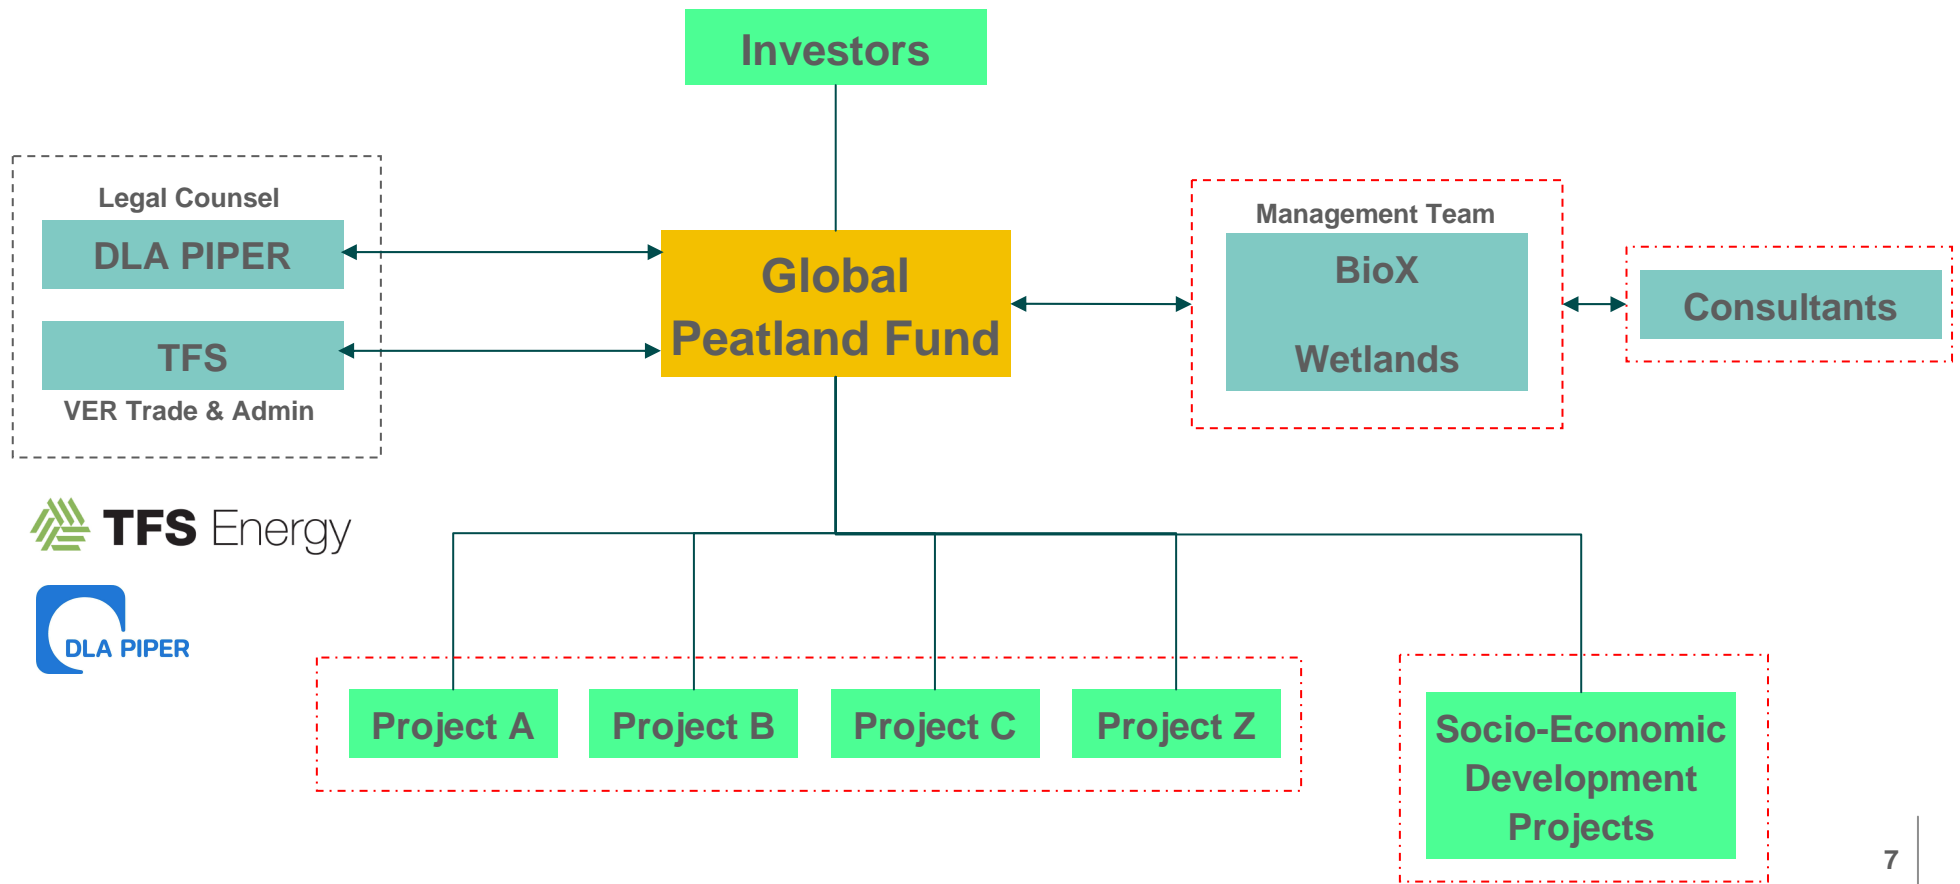 Investors
Legal Counsel
DLA PIPER
TFS
VER Trade & Admin
Global
Peatland Fund
Management Team
BioX
Wetlands
Consultants
TFS Energy
DLA PIPER
Project A
Project B
Project C
Project Z
Socio-Economic
Development
Projects
7